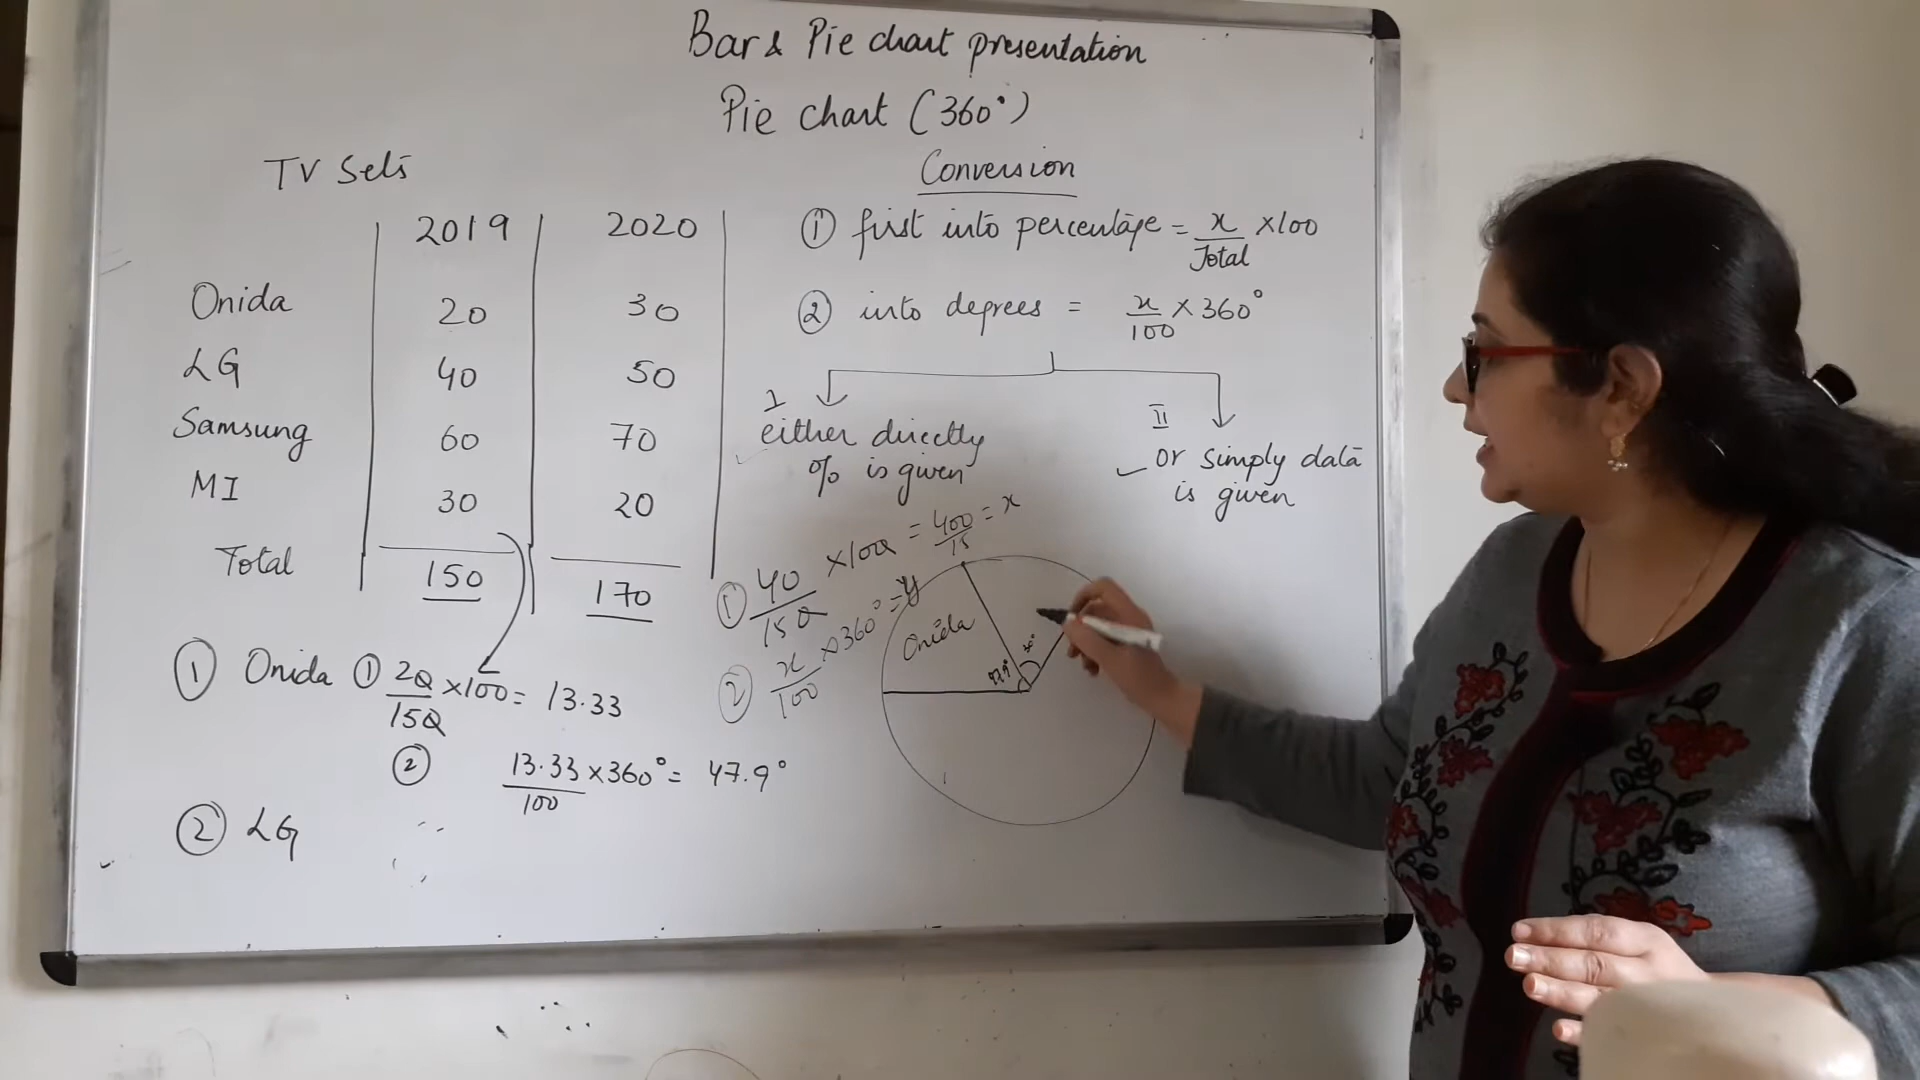 Bar & Pie chart presentation
Pie chart (360°)
TV Sets
2019 2020
Onida 20 30
LG 40 50
Samsung 60 70
MI 30 20
Total 150 170
Conversion
① first into percentage = x/Total ×100
② into degrees = x/100 × 360°
I either directly
% is given
II or simply data
is given
① Onida ① 20/150 ×100 = 13.33
② 13.33/100 ×360° = 47.9°
② LG
① 40/150 ×100 = 400/15 = x
② x/100 ×360° = y
Onida
47.9°